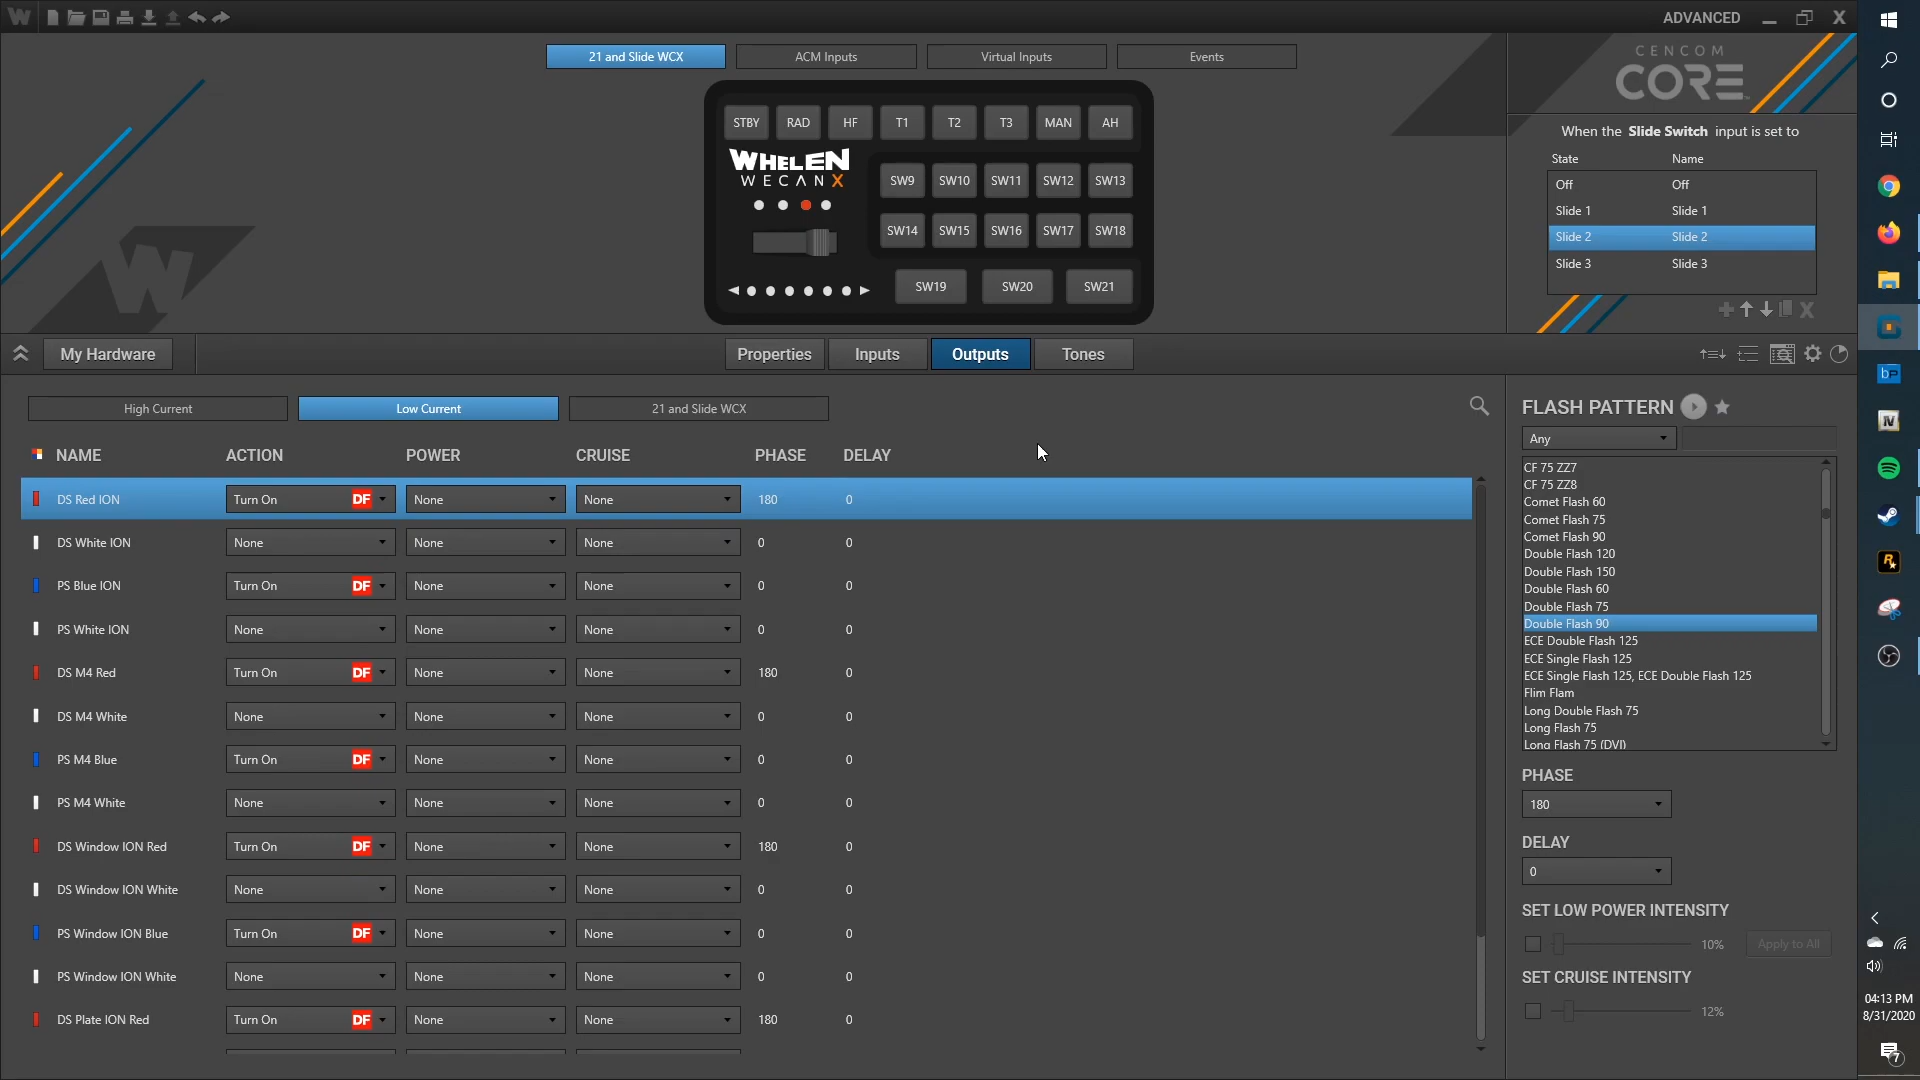 ADVANCED
21 and Slide WCX
ACM Inputs
Virtual Inputs
Events
CENCOM
CORE
When the Slide Switch input is set to
State Name
Off Off
Slide 1 Slide 1
Slide 2 Slide 2
Slide 3 Slide 3
STBY RAD HF T1 T2 T3 MAN AH
WHELEN
WECANX
SW9 SW10 SW11 SW12 SW13
SW14 SW15 SW16 SW17 SW18
SW19 SW20 SW21
My Hardware
Properties
Inputs
Outputs
Tones
High Current
Low Current
21 and Slide WCX
NAME ACTION POWER CRUISE PHASE DELAY
DS Red ION Turn On DF None None 180 0
DS White ION None None None 0 0
PS Blue ION Turn On DF None None 0 0
PS White ION None None None 0 0
DS M4 Red Turn On DF None None 180 0
DS M4 White None None None 0 0
PS M4 Blue Turn On DF None None 0 0
PS M4 White None None None 0 0
DS Window ION Red Turn On DF None None 180 0
DS Window ION White None None None 0 0
PS Window ION Blue Turn On DF None None 0 0
PS Window ION White None None None 0 0
DS Plate ION Red Turn On DF None None 180 0
FLASH PATTERN
Any
CF 75 ZZ7
CF 75 ZZ8
Comet Flash 60
Comet Flash 75
Comet Flash 90
Double Flash 120
Double Flash 150
Double Flash 60
Double Flash 75
Double Flash 90
ECE Double Flash 125
ECE Single Flash 125
ECE Single Flash 125, ECE Double Flash 125
Flim Flam
Long Double Flash 75
Long Flash 75
Long Flash 75 (DVI)
PHASE
180
DELAY
0
SET LOW POWER INTENSITY
10% Apply to All
SET CRUISE INTENSITY
12%
04:13 PM
8/31/2020
7